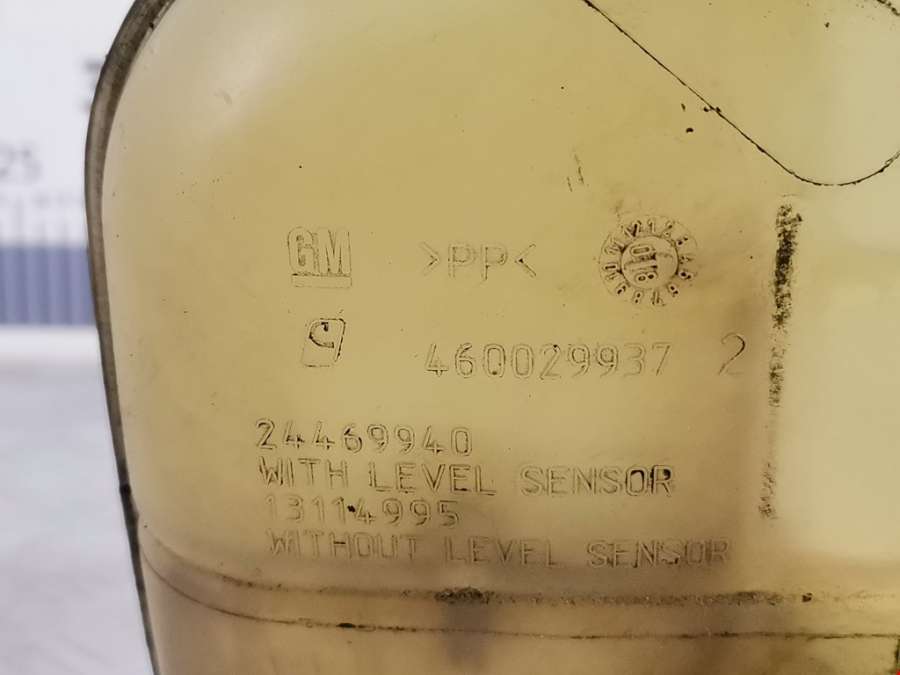 GM >PP<
460029937 2
24469940
WITH LEVEL SENSOR
13114995
WITHOUT LEVEL SENSOR